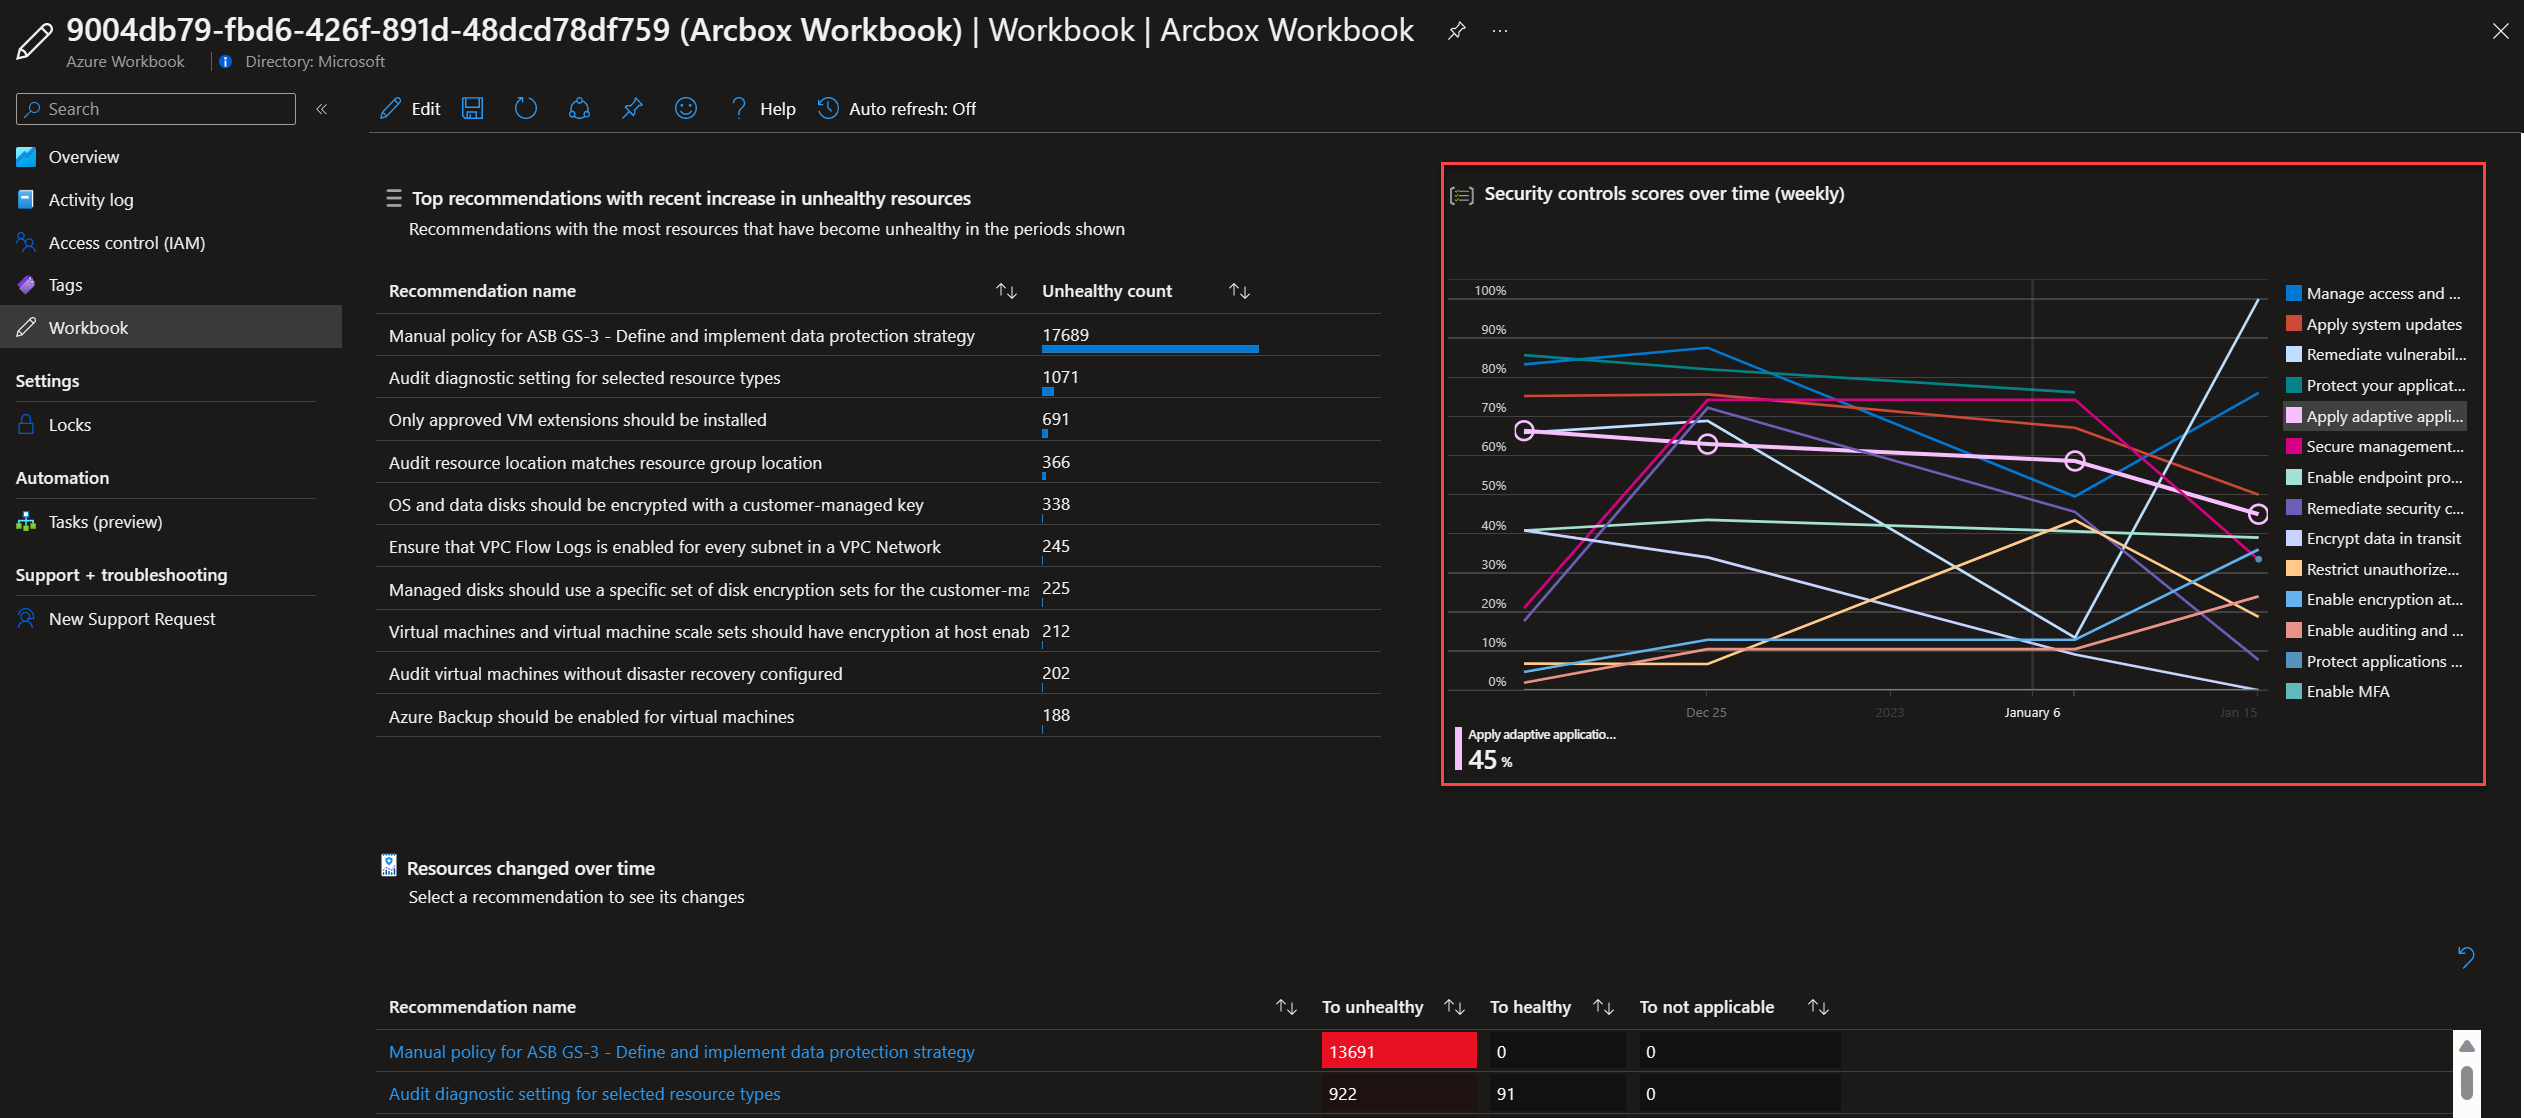 9004db79-fbd6-426f-891d-48dcd78df759 (Arcbox Workbook) | Workbook | Arcbox Workbook
Azure Workbook
Directory: Microsoft
Search
Overview
Activity log
Access control (IAM)
Tags
Workbook
Settings
Locks
Automation
Tasks (preview)
Support + troubleshooting
New Support Request
Edit
Help
Auto refresh: Off
Top recommendations with recent increase in unhealthy resources
Recommendations with the most resources that have become unhealthy in the periods shown
Recommendation name Unhealthy count
Manual policy for ASB GS-3 - Define and implement data protection strategy 17689
Audit diagnostic setting for selected resource types 1071
Only approved VM extensions should be installed 691
Audit resource location matches resource group location 366
OS and data disks should be encrypted with a customer-managed key 338
Ensure that VPC Flow Logs is enabled for every subnet in a VPC Network 245
Managed disks should use a specific set of disk encryption sets for the customer-ma 225
Virtual machines and virtual machine scale sets should have encryption at host enab 212
Audit virtual machines without disaster recovery configured 202
Azure Backup should be enabled for virtual machines 188
Security controls scores over time (weekly)
100%
90%
80%
70%
60%
50%
40%
30%
20%
10%
0%
Dec 25 2023 January 6 Jan 15
Manage access and ...
Apply system updates
Remediate vulnerabil...
Protect your applicat...
Apply adaptive appli...
Secure management...
Enable endpoint pro...
Remediate security c...
Encrypt data in transit
Restrict unauthorize...
Enable encryption at...
Enable auditing and ...
Protect applications ...
Enable MFA
Apply adaptive applicatio...
45 %
Resources changed over time
Select a recommendation to see its changes
Recommendation name To unhealthy To healthy To not applicable
Manual policy for ASB GS-3 - Define and implement data protection strategy 13691 0 0
Audit diagnostic setting for selected resource types 922 91 0